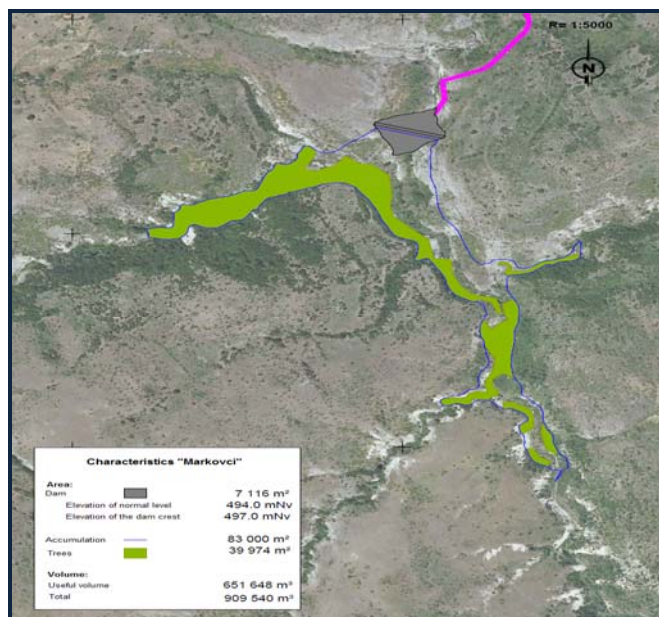 R= 1:5000
N
Characteristics "Markovci"
Area:
Dam 7 116 m²
Elevation of normal level 494.0 mNv
Elevation of the dam crest 497.0 mNv
Accumulation 83 000 m²
Trees 39 974 m²
Volume:
Useful volume 651 648 m³
Total 909 540 m³